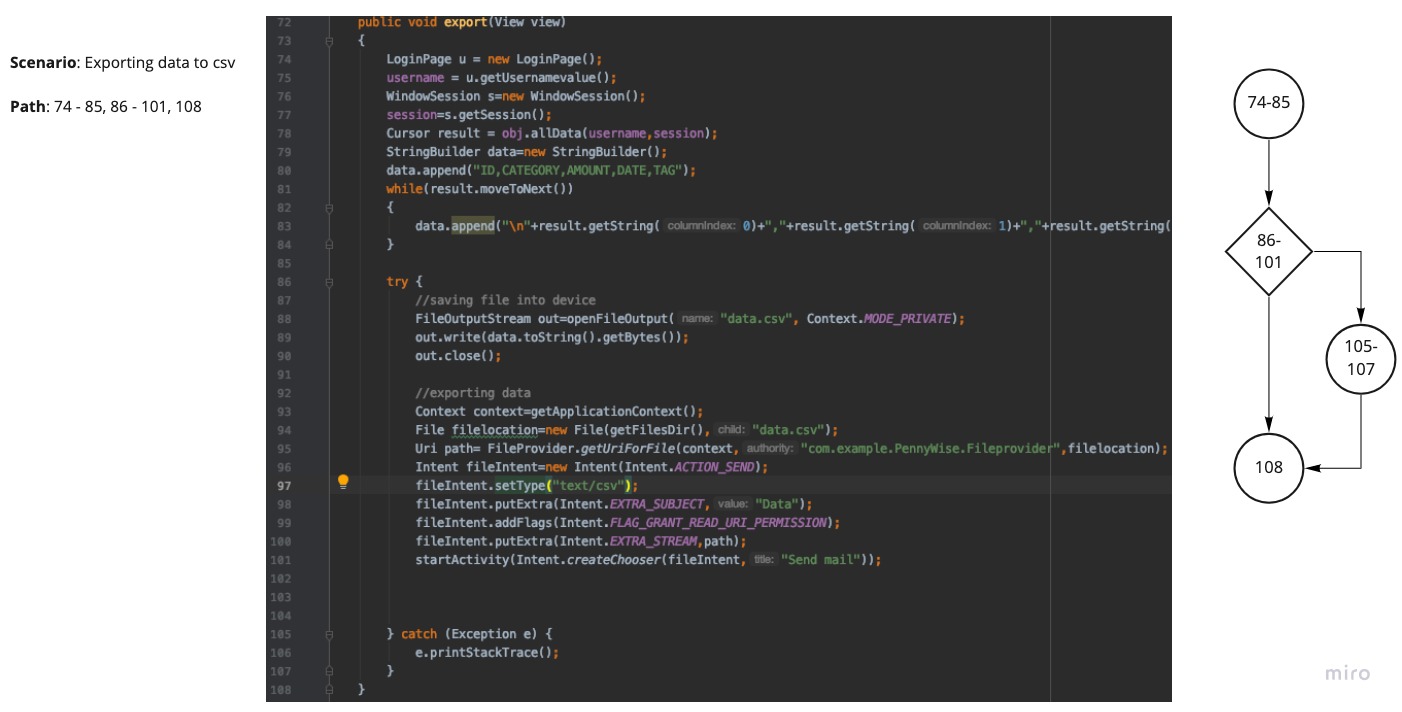 Scenario: Exporting data to csv
Path: 74 - 85, 86 - 101, 108
72 public void export(View view)
73 {
74 LoginPage u = new LoginPage();
75 username = u.getUsernamevalue();
76 WindowSession s=new WindowSession();
77 session=s.getSession();
78 Cursor result = obj.allData(username,session);
79 StringBuilder data=new StringBuilder();
80 data.append("ID,CATEGORY,AMOUNT,DATE,TAG");
81 while(result.moveToNext())
82 {
83 data.append("\n"+result.getString( columnIndex: 0)+","+result.getString( columnIndex: 1)+","+result.getString(
84 }
85
86 try {
87 //saving file into device
88 FileOutputStream out=openFileOutput( name: "data.csv", Context.MODE_PRIVATE);
89 out.write(data.toString().getBytes());
90 out.close();
91
92 //exporting data
93 Context context=getApplicationContext();
94 File filelocation=new File(getFilesDir(), child: "data.csv");
95 Uri path= FileProvider.getUriForFile(context, authority: "com.example.PennyWise.Fileprovider",filelocation);
96 Intent fileIntent=new Intent(Intent.ACTION_SEND);
97 fileIntent.setType("text/csv");
98 fileIntent.putExtra(Intent.EXTRA_SUBJECT, value: "Data");
99 fileIntent.addFlags(Intent.FLAG_GRANT_READ_URI_PERMISSION);
100 fileIntent.putExtra(Intent.EXTRA_STREAM,path);
101 startActivity(Intent.createChooser(fileIntent, title: "Send mail"));
102
103
104
105 } catch (Exception e) {
106 e.printStackTrace();
107 }
108 }
74-85
86-
101
105-
107
108
miro